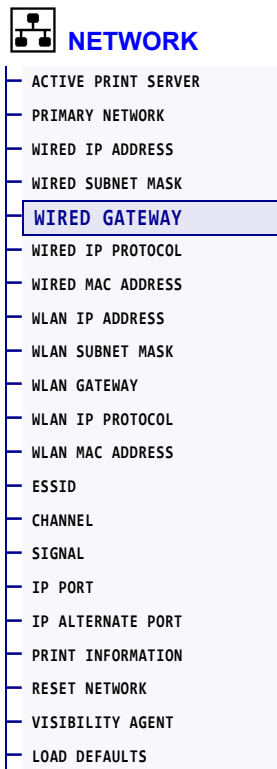 NETWORK
ACTIVE PRINT SERVER
PRIMARY NETWORK
WIRED IP ADDRESS
WIRED SUBNET MASK
WIRED GATEWAY
WIRED IP PROTOCOL
WIRED MAC ADDRESS
WLAN IP ADDRESS
WLAN SUBNET MASK
WLAN GATEWAY
WLAN IP PROTOCOL
WLAN MAC ADDRESS
ESSID
CHANNEL
SIGNAL
IP PORT
IP ALTERNATE PORT
PRINT INFORMATION
RESET NETWORK
VISIBILITY AGENT
LOAD DEFAULTS